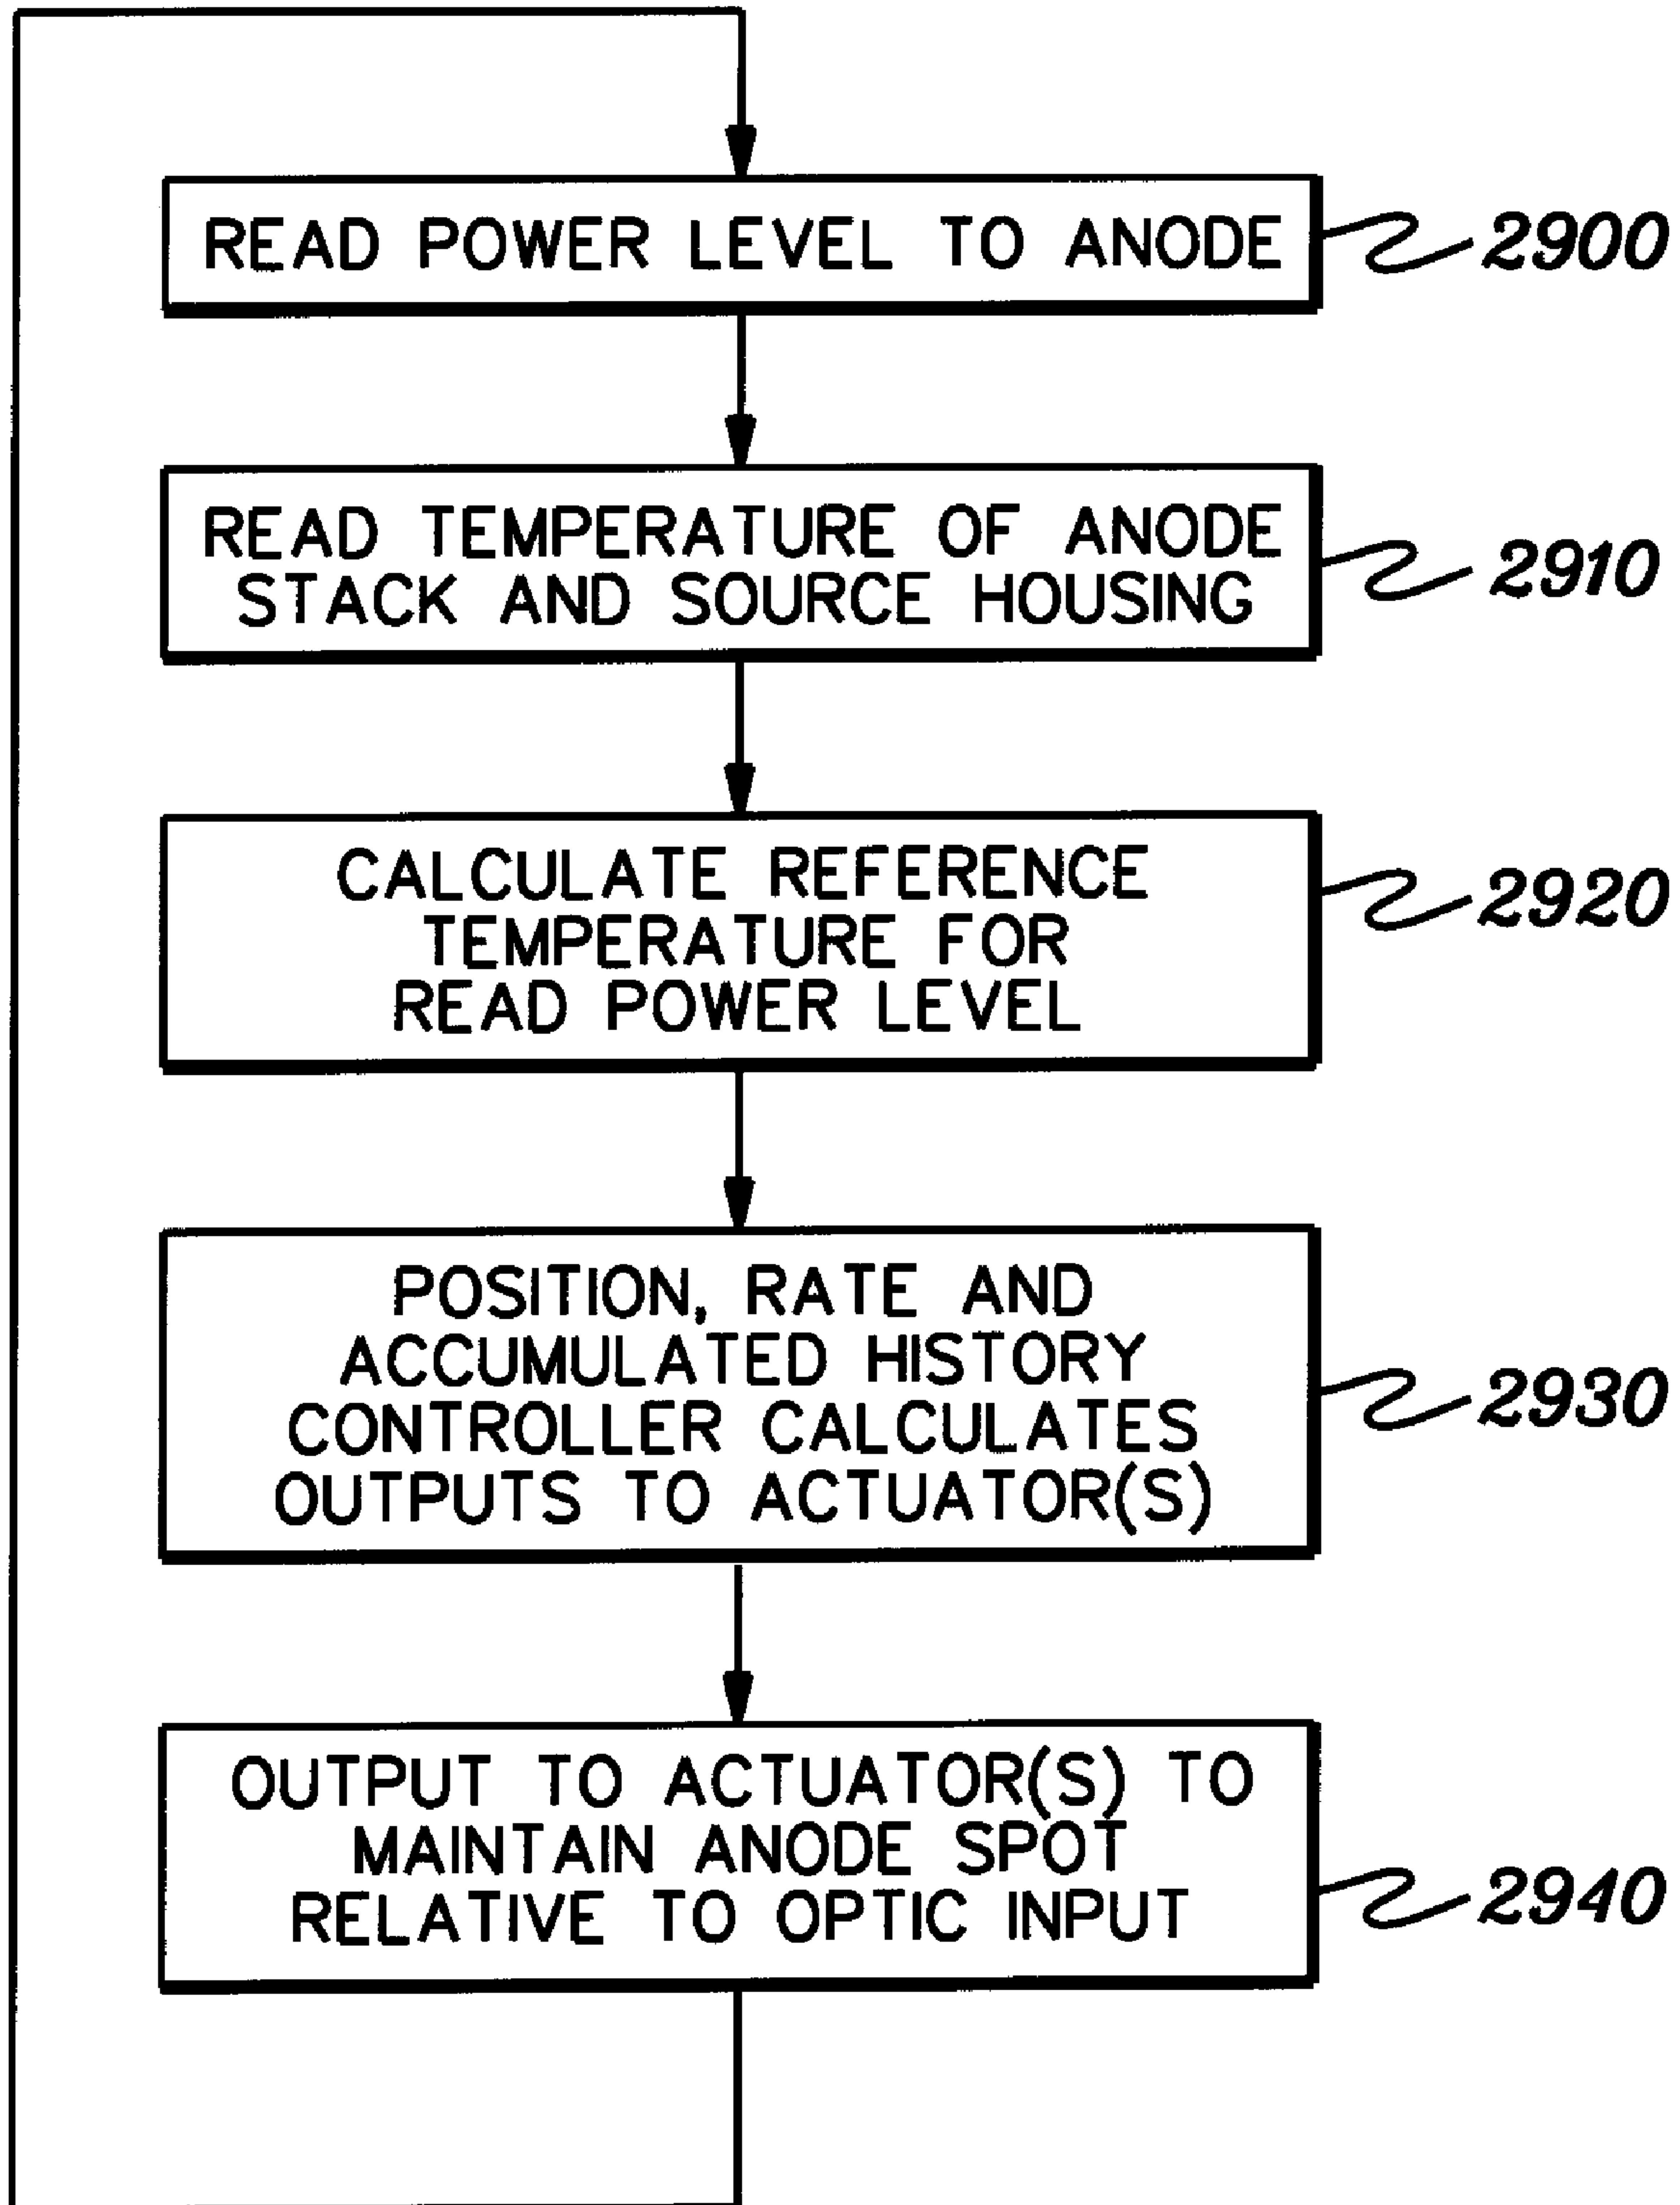 READ POWER LEVEL TO ANODE
2900
READ TEMPERATURE OF ANODE
STACK AND SOURCE HOUSING
2910
CALCULATE REFERENCE
TEMPERATURE FOR
READ POWER LEVEL
2920
POSITION, RATE AND
ACCUMULATED HISTORY
CONTROLLER CALCULATES
OUTPUTS TO ACTUATOR(S)
2930
OUTPUT TO ACTUATOR(S) TO
MAINTAIN ANODE SPOT
RELATIVE TO OPTIC INPUT
2940